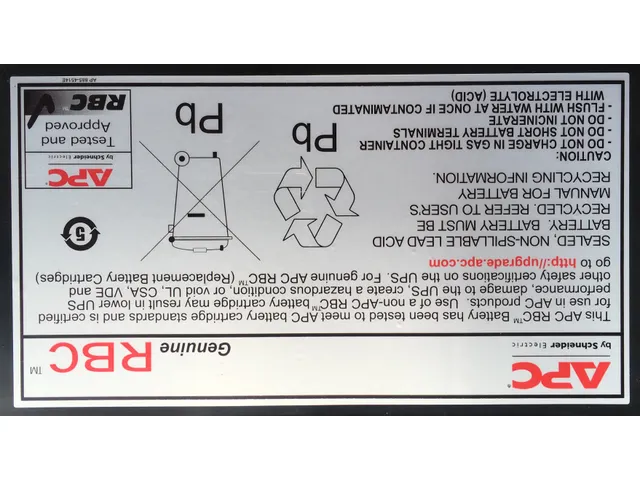 APC®
by Schneider Electric
Genuine RBC™
This APC RBC™ Battery has been tested to meet APC battery cartridge standards and is certified
for use in APC products. Use of a non-APC RBC™ battery cartridge may result in lower UPS
performance, damage to the UPS, create a hazardous condition, or void UL, CSA, VDE, and
other safety certifications on the UPS. For genuine APC RBC™ (Replacement Battery Cartridges)
go to http://upgrade.apc.com
SEALED, NON-SPILLABLE LEAD ACID
BATTERY. BATTERY MUST BE
RECYCLED. REFER TO USER'S
MANUAL FOR BATTERY
RECYCLING INFORMATION.
CAUTION:
- DO NOT CHARGE IN GAS TIGHT CONTAINER
- DO NOT SHORT BATTERY TERMINALS
- DO NOT INCINERATE
- FLUSH WITH WATER AT ONCE IF CONTAMINATED
WITH ELECTROLYTE (ACID)
Pb
Pb
5
APC®
by Schneider Electric
Tested and
Approved
RBC™
AP 885-4514E